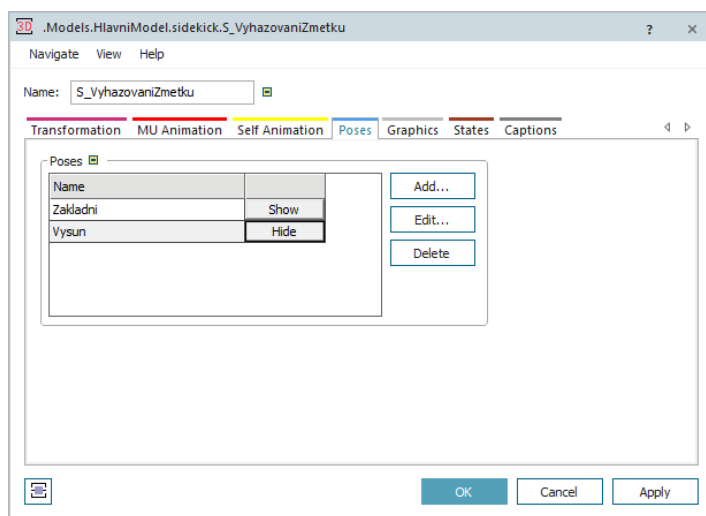 3D .Models.HlavniModel.sidekick.S_VyhazovaniZmetku ?
Navigate View Help
Name: S_VyhazovaniZmetku
Transformation MU Animation Self Animation Poses Graphics States Captions
Poses
Name
Zakladni Show
Vysun Hide
Add...
Edit...
Delete
OK Cancel Apply